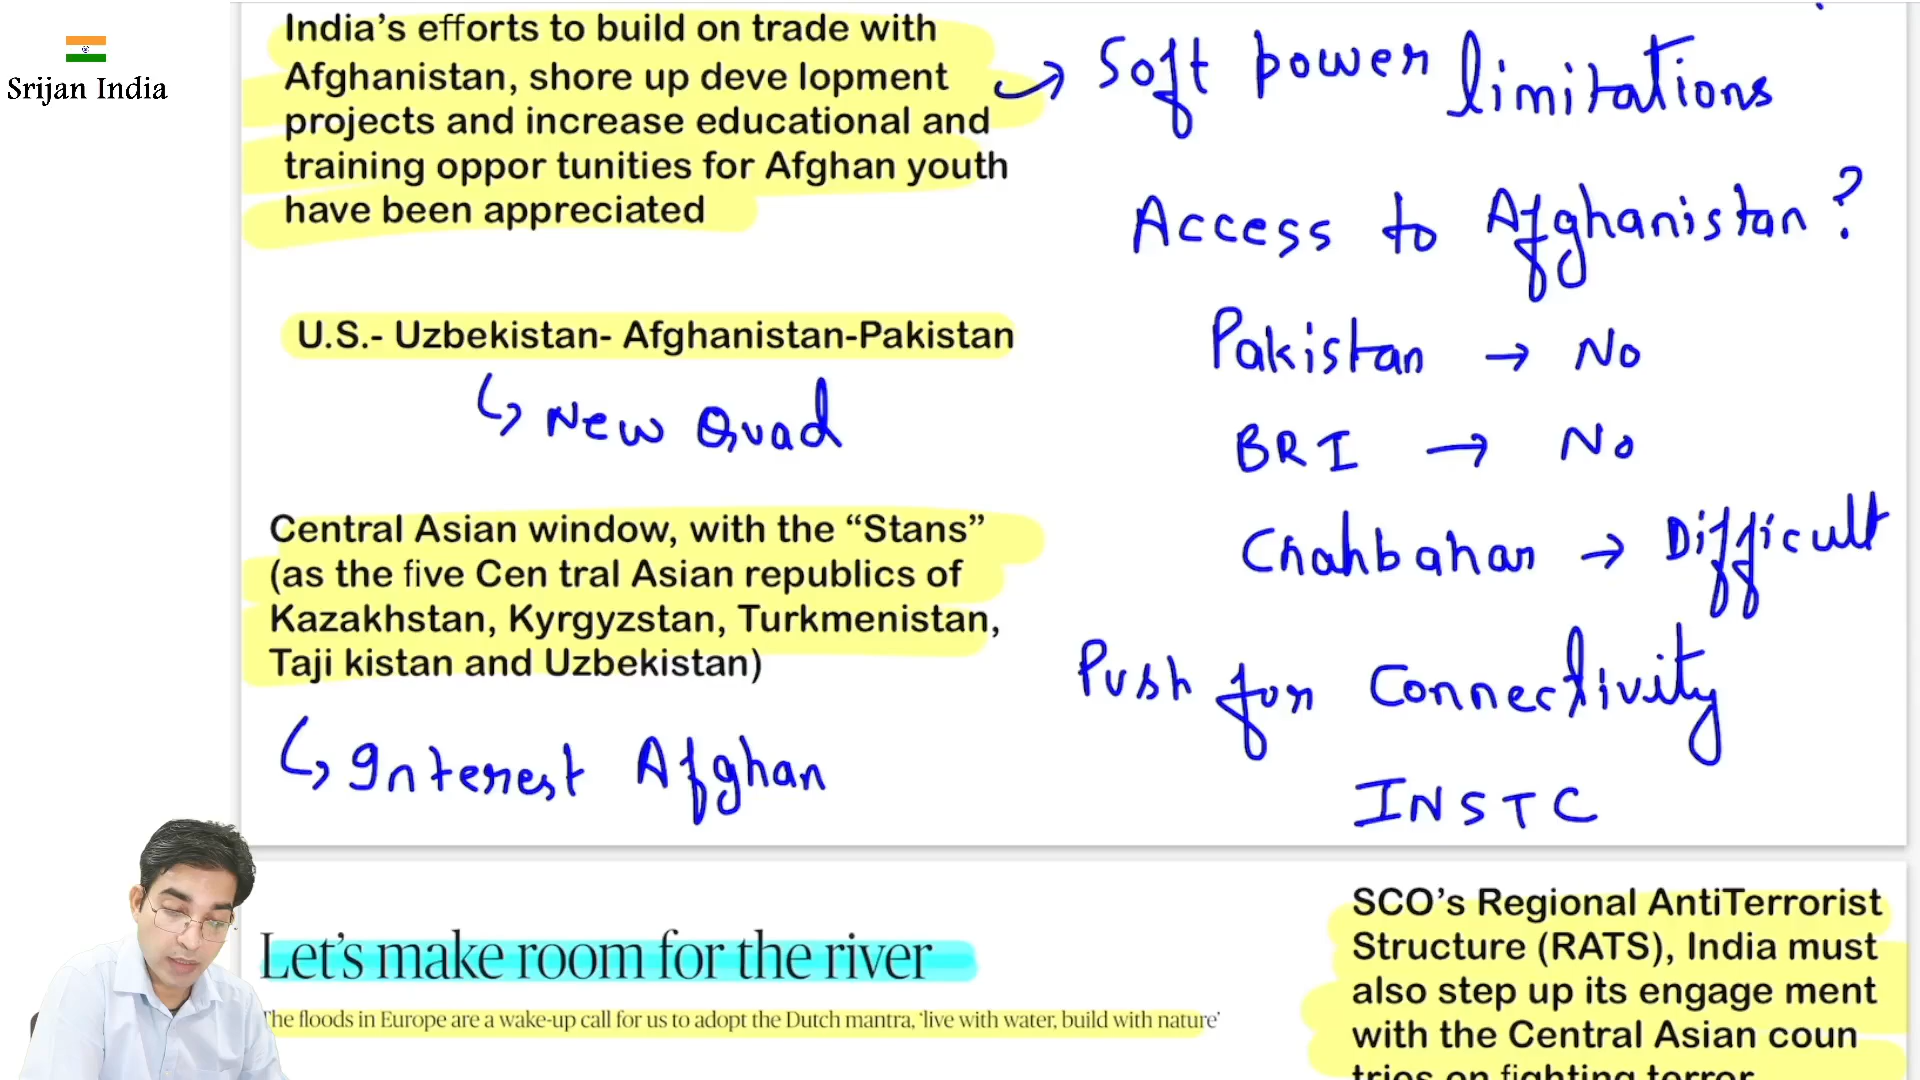 Srijan India
India’s efforts to build on trade with
Afghanistan, shore up deve lopment
projects and increase educational and
training oppor tunities for Afghan youth
have been appreciated
Soft power limitations
Access to Afghanistan?
Pakistan → No
BRI → No
Chahbahar → Difficult
Push for Connectivity
INSTC
U.S.- Uzbekistan- Afghanistan-Pakistan
New Quad
Central Asian window, with the “Stans”
(as the five Cen tral Asian republics of
Kazakhstan, Kyrgyzstan, Turkmenistan,
Taji kistan and Uzbekistan)
Interest Afghan
Let’s make room for the river
The floods in Europe are a wake-up call for us to adopt the Dutch mantra, ‘live with water, build with nature’
SCO’s Regional AntiTerrorist
Structure (RATS), India must
also step up its engage ment
with the Central Asian coun
tries on fighting terror